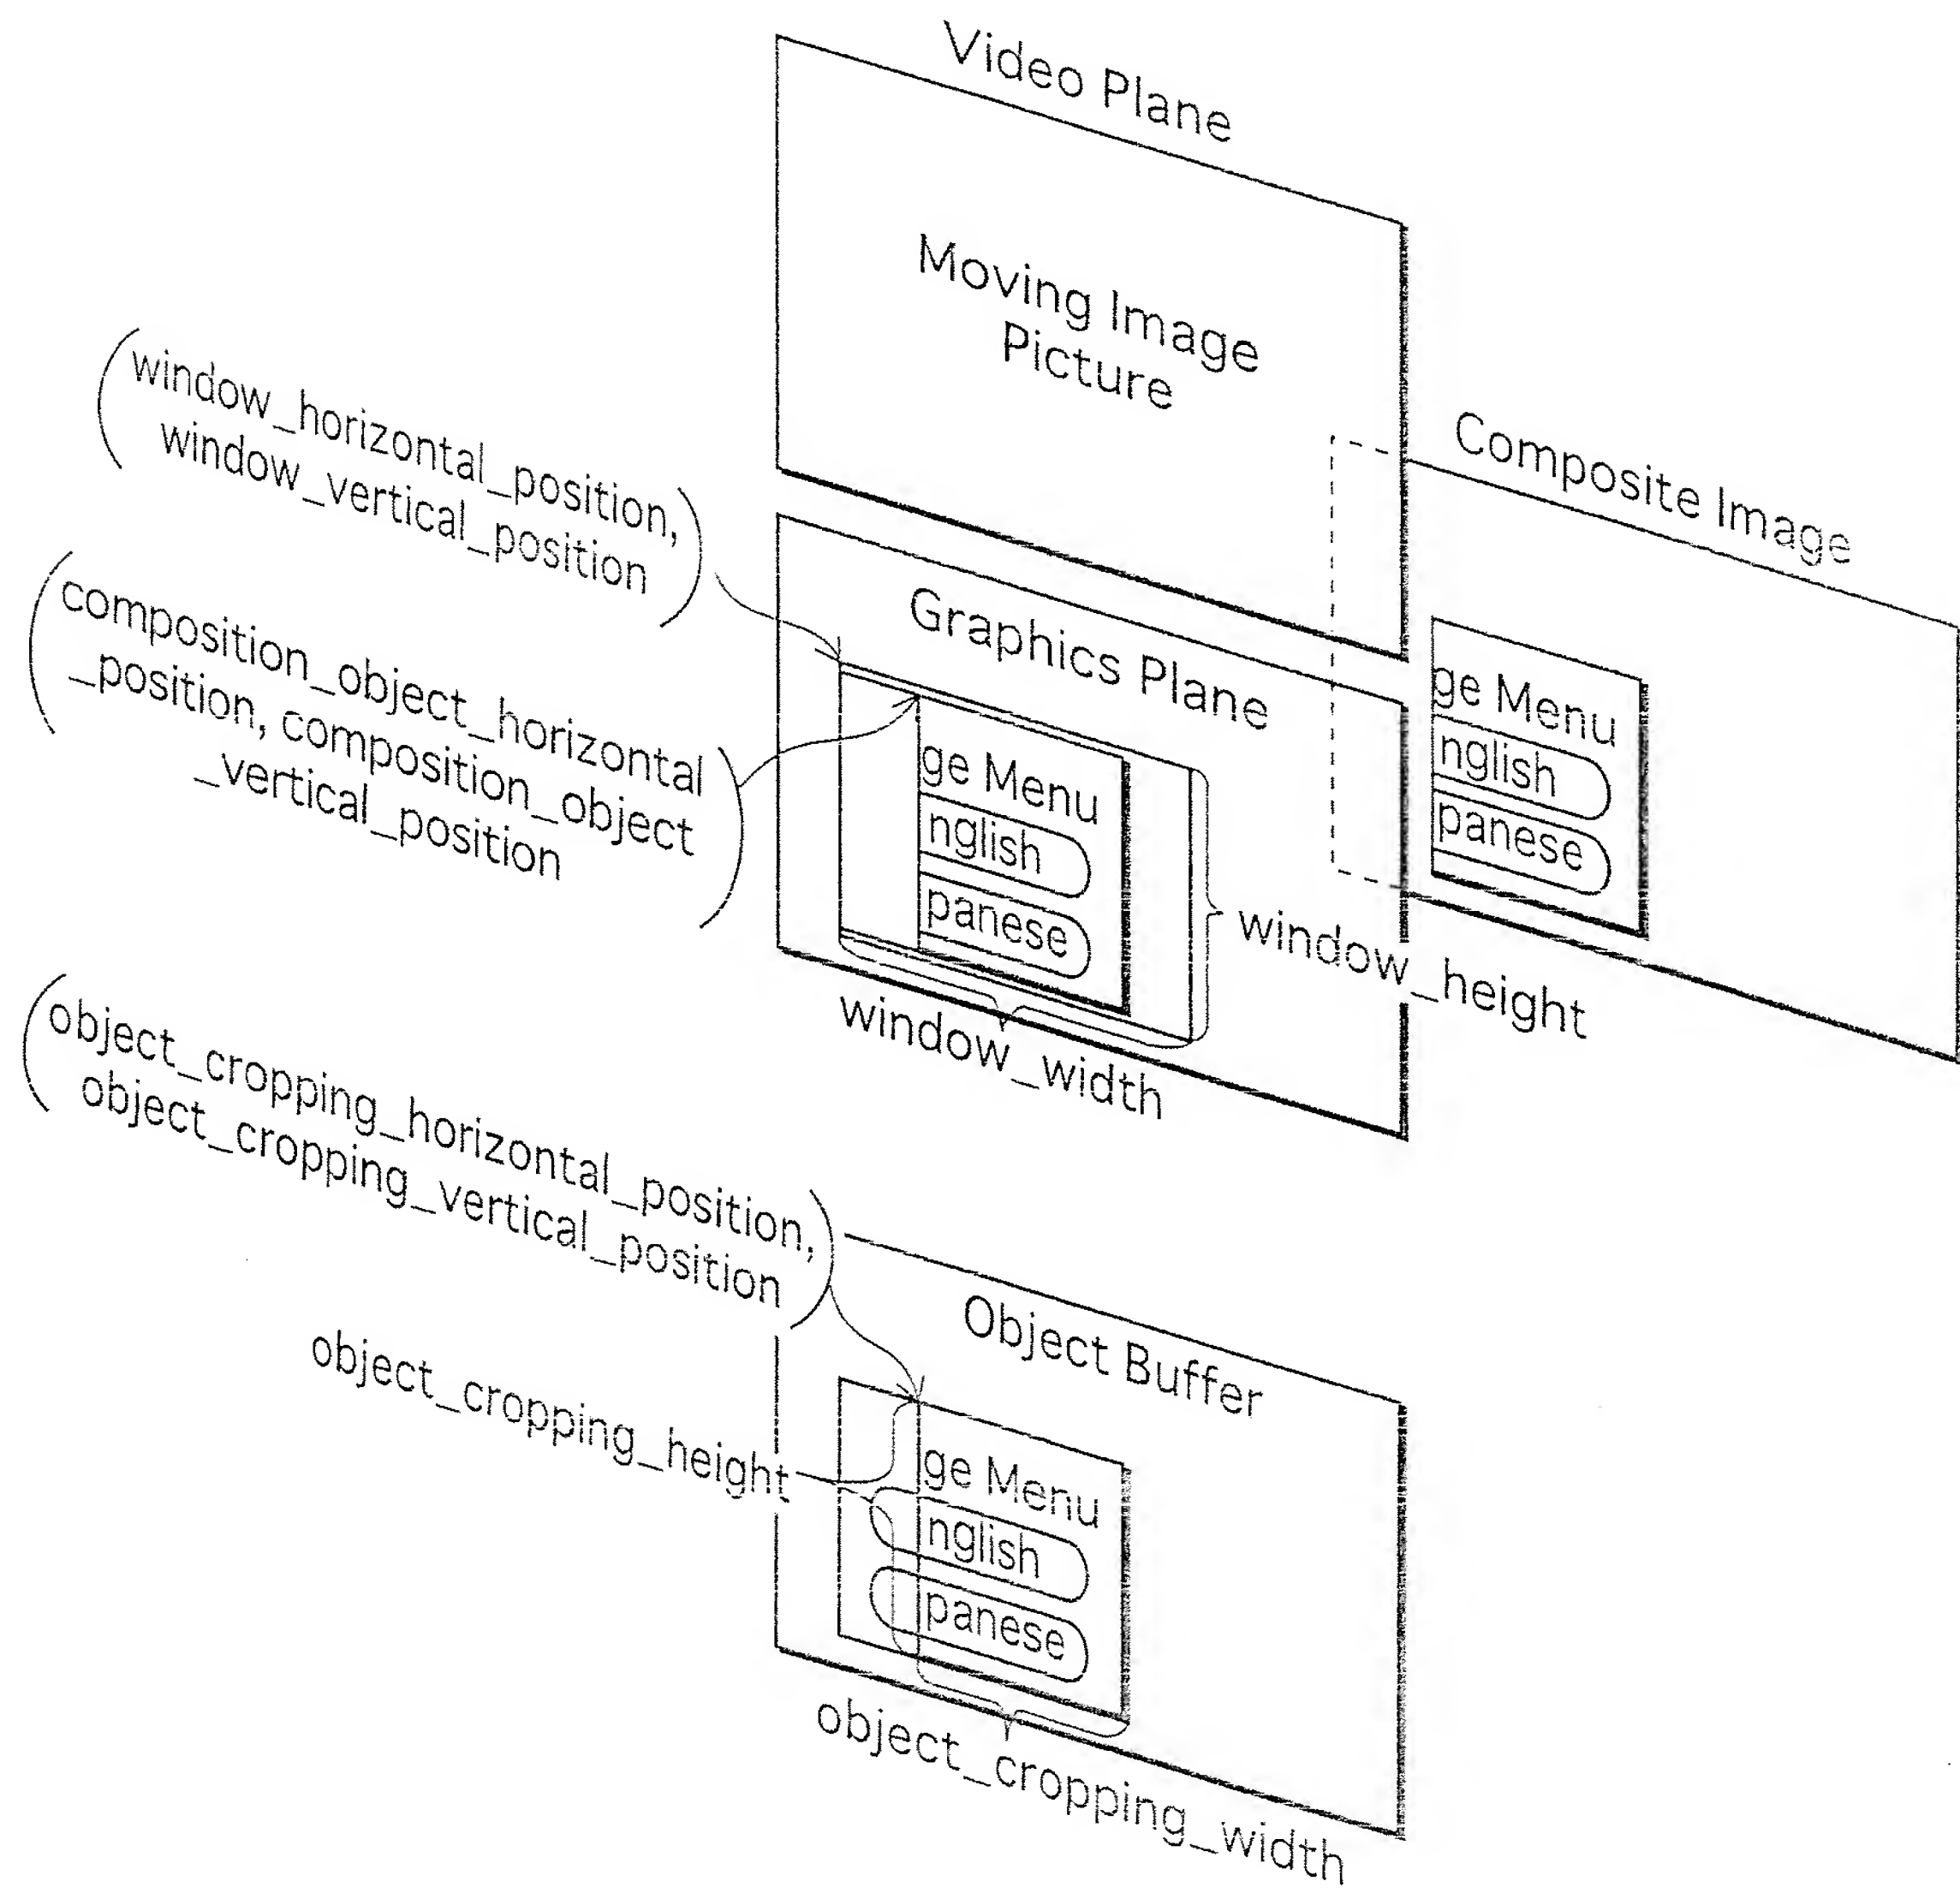 Video Plane
Moving Image
Picture
(window_horizontal_position,
window_vertical_position)
Composite Image
(composition_object_horizontal
_position, composition_object
_vertical_position)
Graphics Plane
ge Menu
nglish
panese
ge Menu
nglish
panese
window_height
window_width
(object_cropping_horizontal_position,
object_cropping_vertical_position)
Object Buffer
object_cropping_height
ge Menu
nglish
panese
object_cropping_width